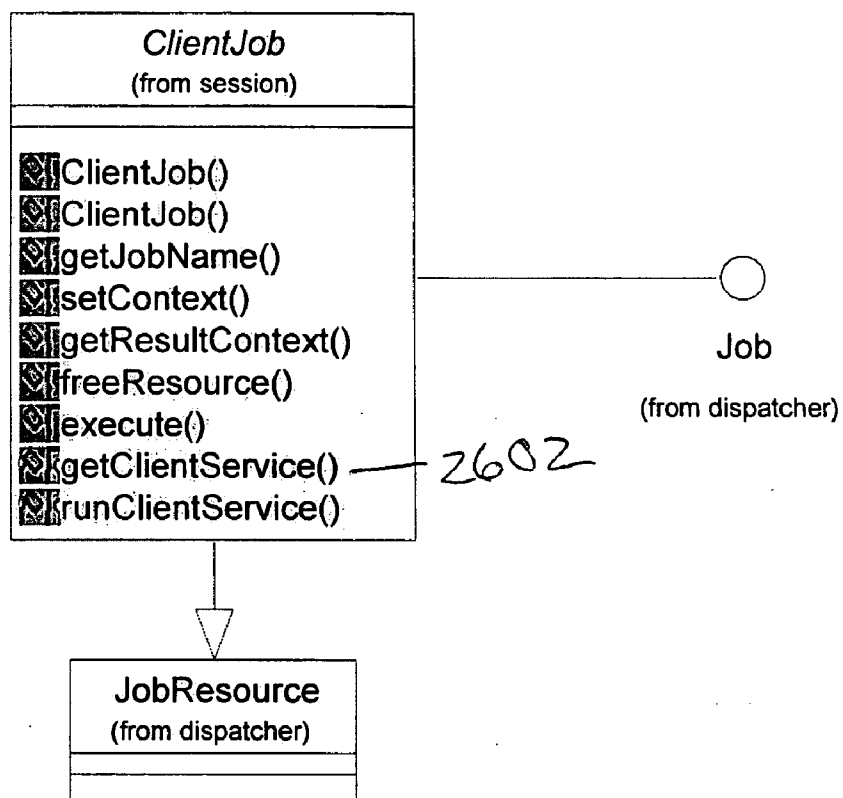 ClientJob
(from session)
ClientJob()
ClientJob()
getJobName()
setContext()
getResultContext()
freeResource()
execute()
getClientService() 2602
runClientService()
Job
(from dispatcher)
JobResource
(from dispatcher)